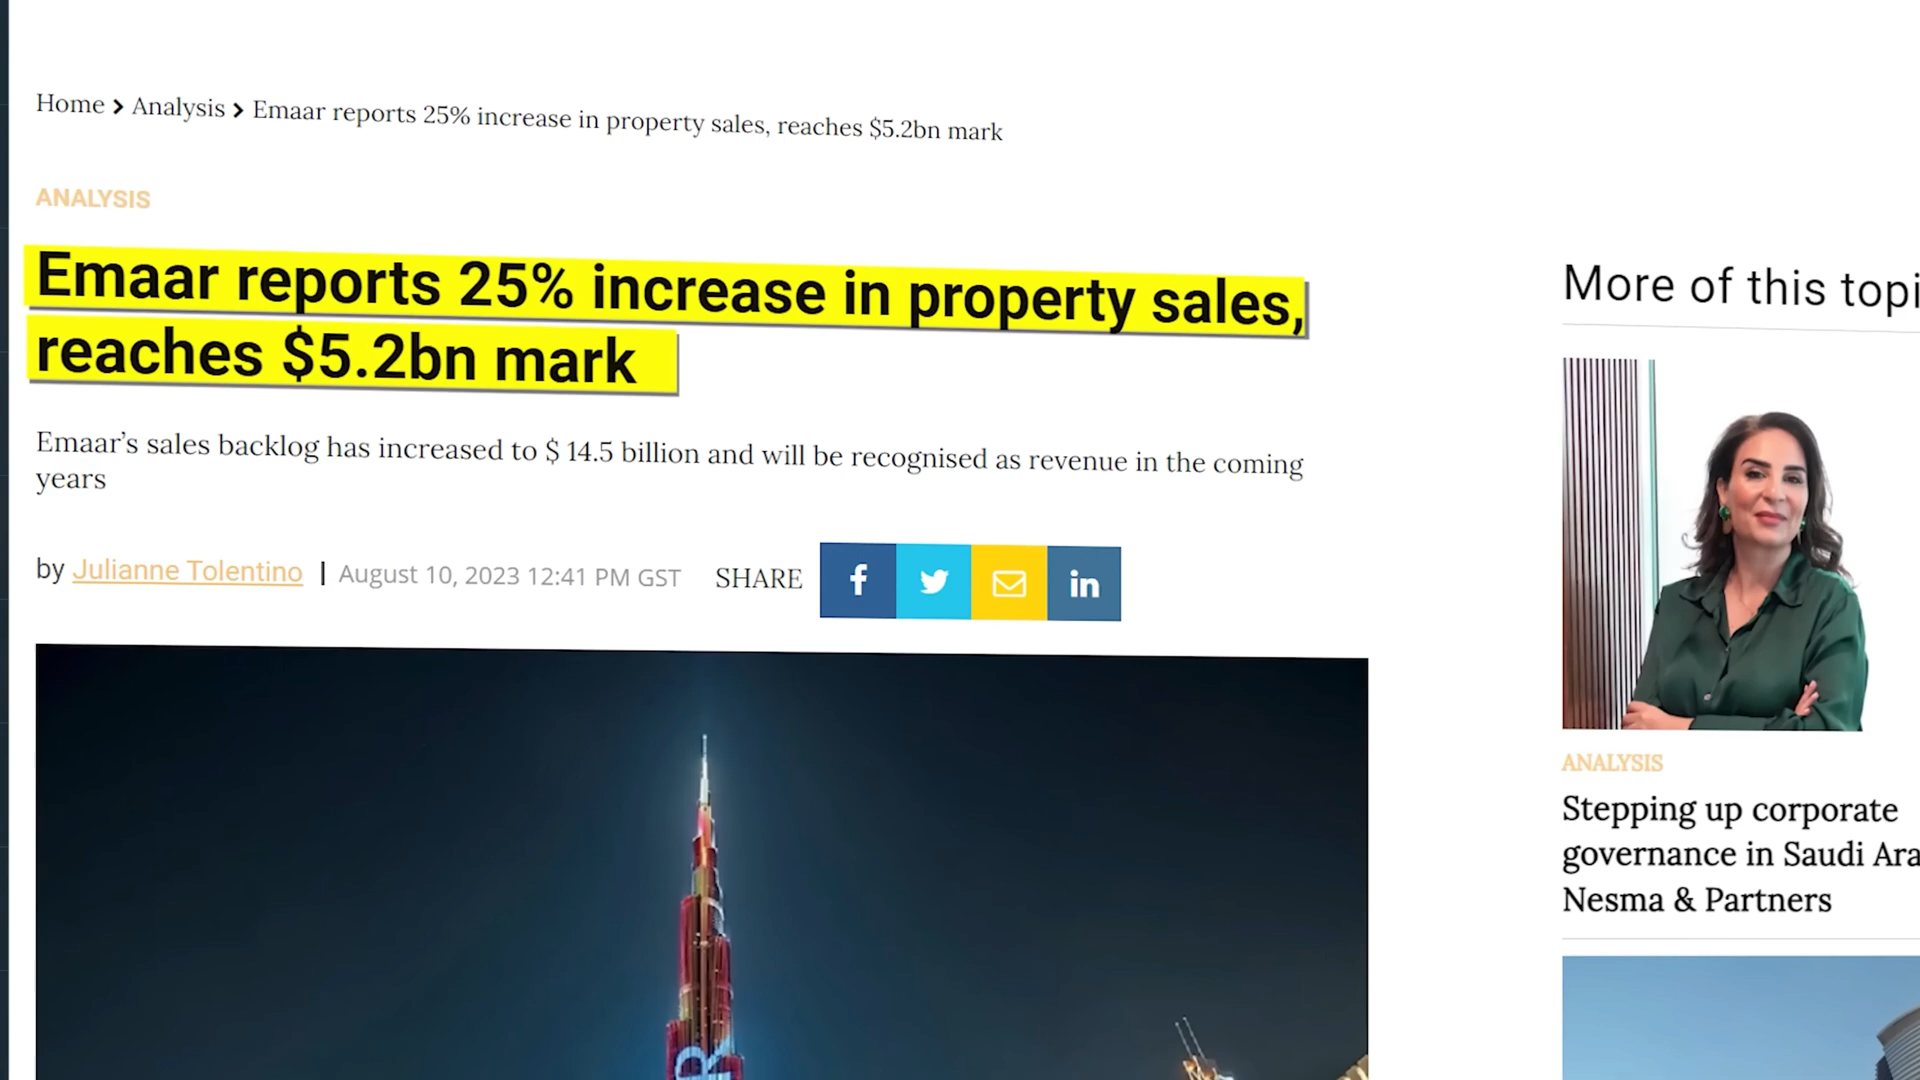 Home > Analysis > Emaar reports 25% increase in property sales, reaches $5.2bn mark
ANALYSIS
Emaar reports 25% increase in property sales,
reaches $5.2bn mark
Emaar’s sales backlog has increased to $ 14.5 billion and will be recognised as revenue in the coming
years
by Julianne Tolentino | August 10, 2023 12:41 PM GST SHARE
More of this topi
ANALYSIS
Stepping up corporate
governance in Saudi Ara
Nesma & Partners